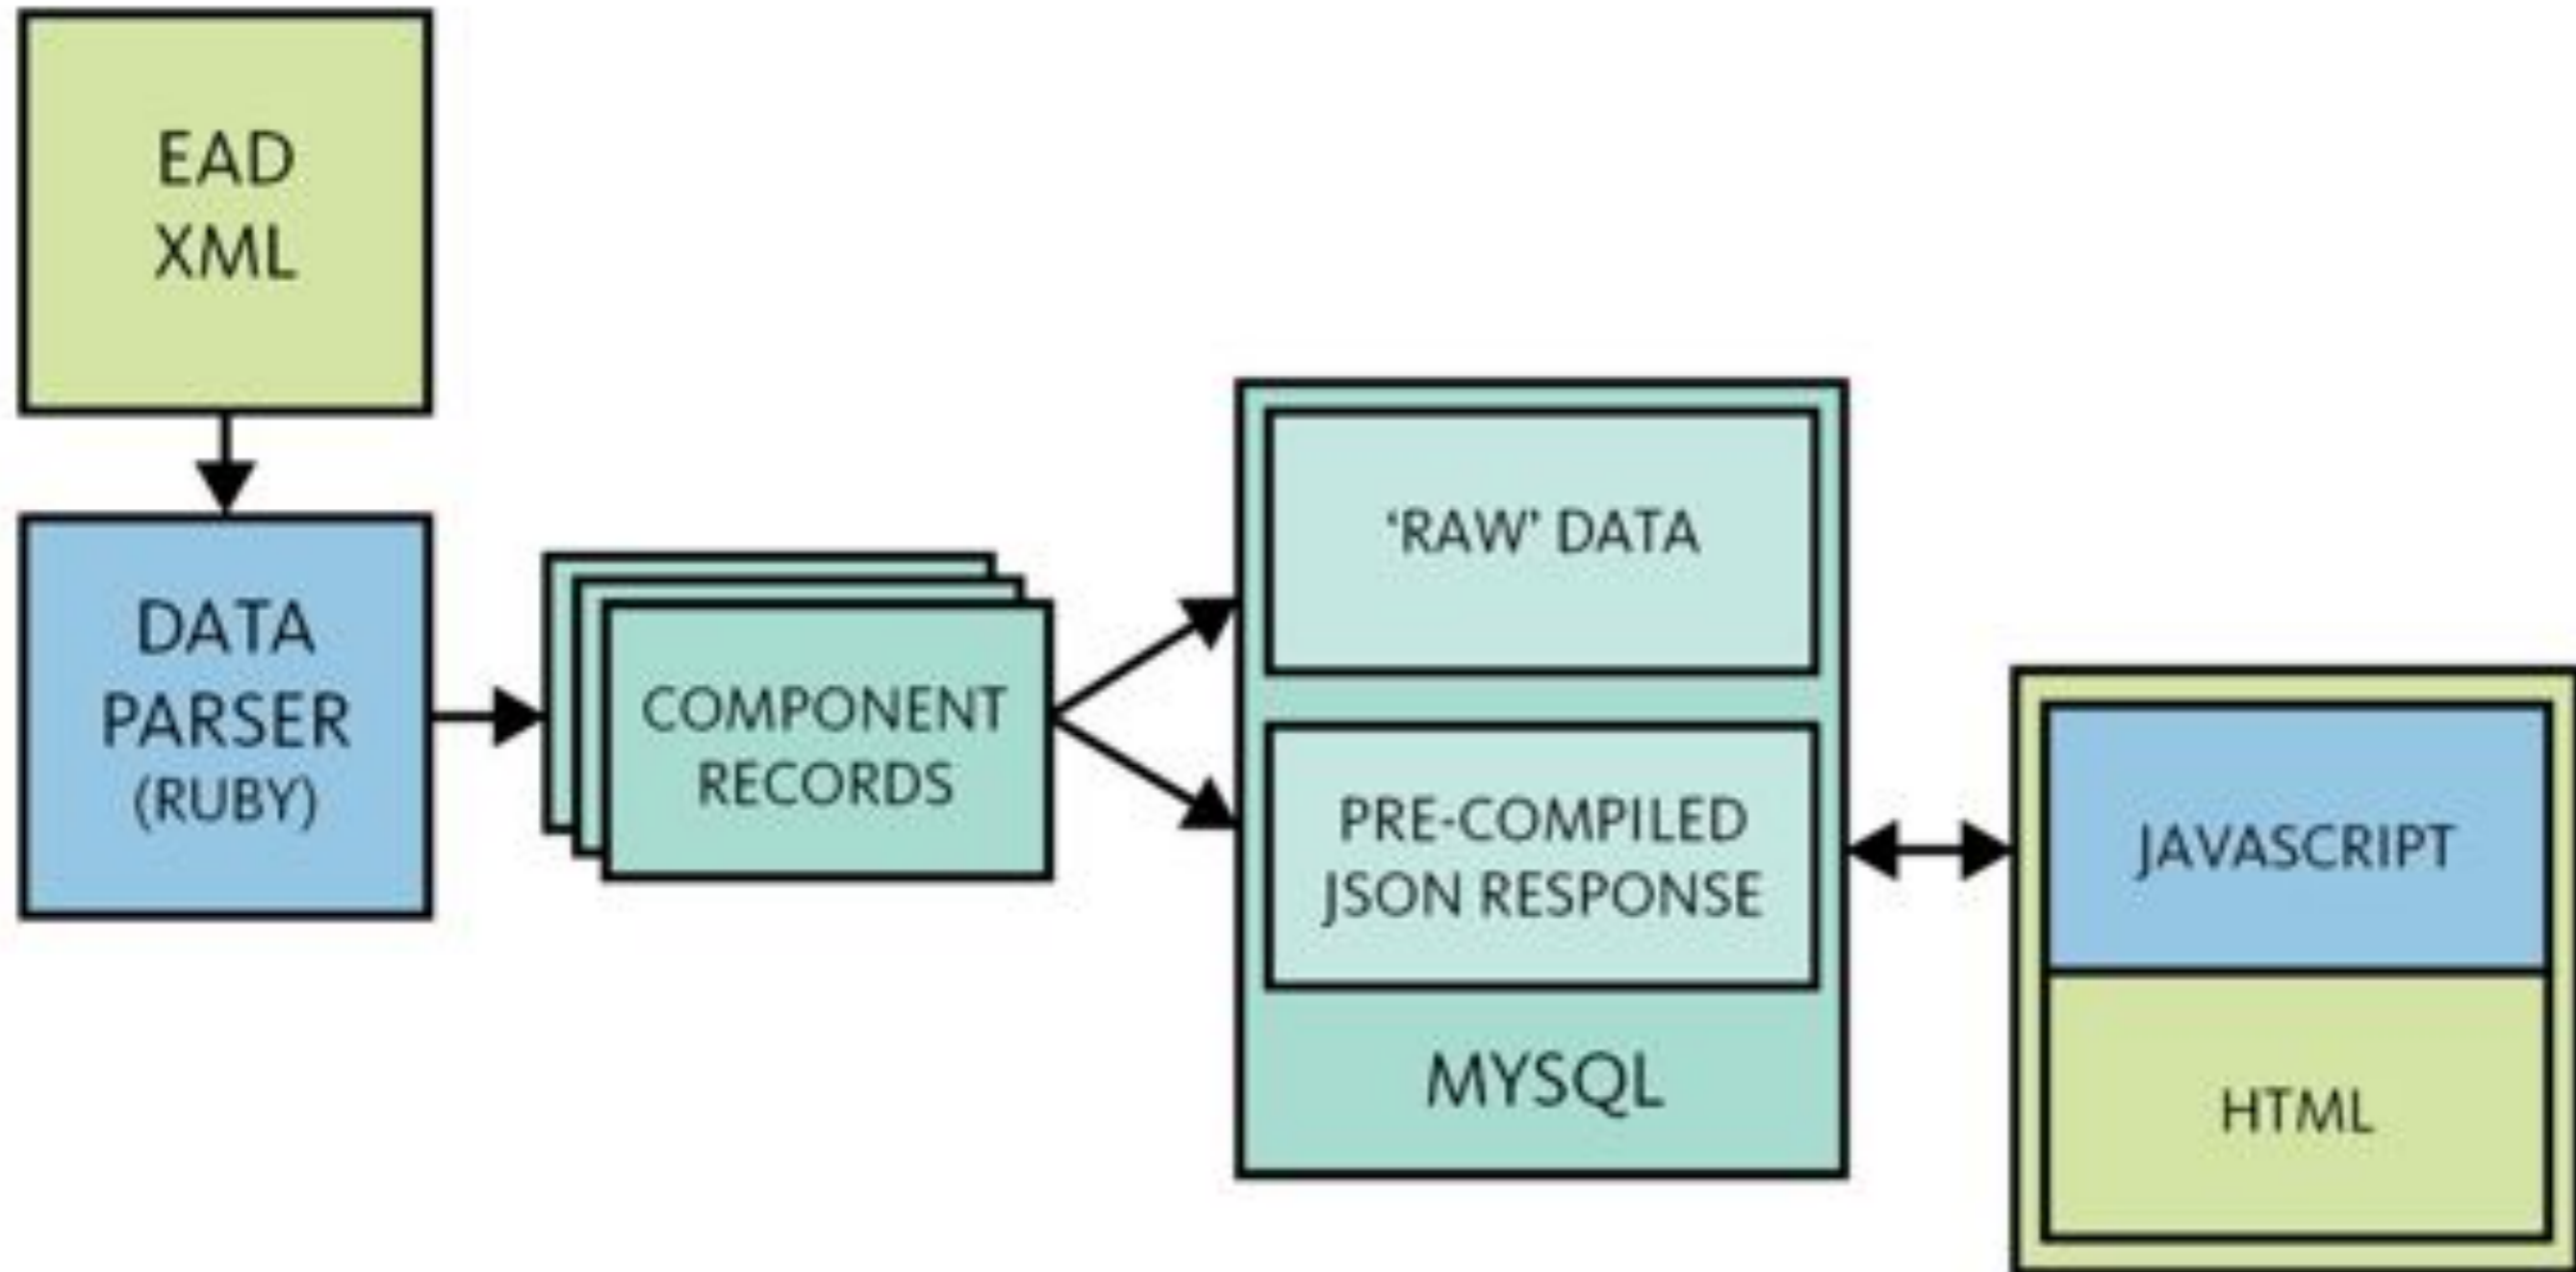 EAD
XML
DATA
PARSER
(RUBY)
COMPONENT
RECORDS
‘RAW’ DATA
PRE-COMPILED
JSON RESPONSE
MYSQL
JAVASCRIPT
HTML